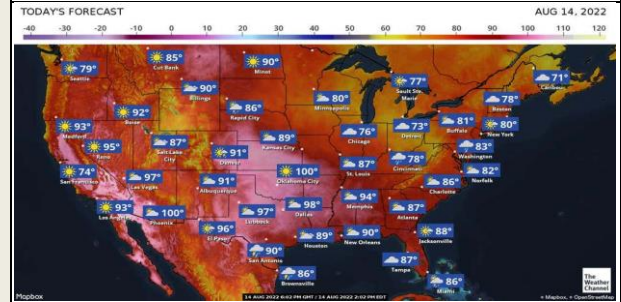 TODAY'S FORECAST
AUG 14, 2022
-40 -30 -20 -10 0 10 20 30 40 50 60 70 80 90 100 110 120
79°
Seattle
85°
Cut Bank
90°
Minot
77°
Sault Ste. Marie
71°
Caribou
90°
Billings
86°
Rapid City
80°
Minneapolis
78°
Boston
92°
Boise
81°
Buffalo
80°
New York
93°
Medford
95°
Reno
87°
Salt Lake City
91°
Denver
89°
Kansas City
76°
Chicago
73°
Detroit
83°
Washington
74°
San Francisco
97°
Las Vegas
91°
Albuquerque
100°
Oklahoma City
87°
St. Louis
78°
Cincinnati
82°
Norfolk
86°
Charlotte
93°
Los Angeles
100°
Phoenix
97°
Lubbock
98°
Dallas
94°
Memphis
87°
Atlanta
96°
El Paso
89°
Houston
90°
New Orleans
88°
Jacksonville
90°
San Antonio
86°
Brownsville
87°
Tampa
86°
Miami
The
Weather
Channel
Mapbox
14 AUG 2022 6:02 PM GMT / 14 AUG 2022 2:02 PM EDT
© Mapbox, © OpenStreetMap